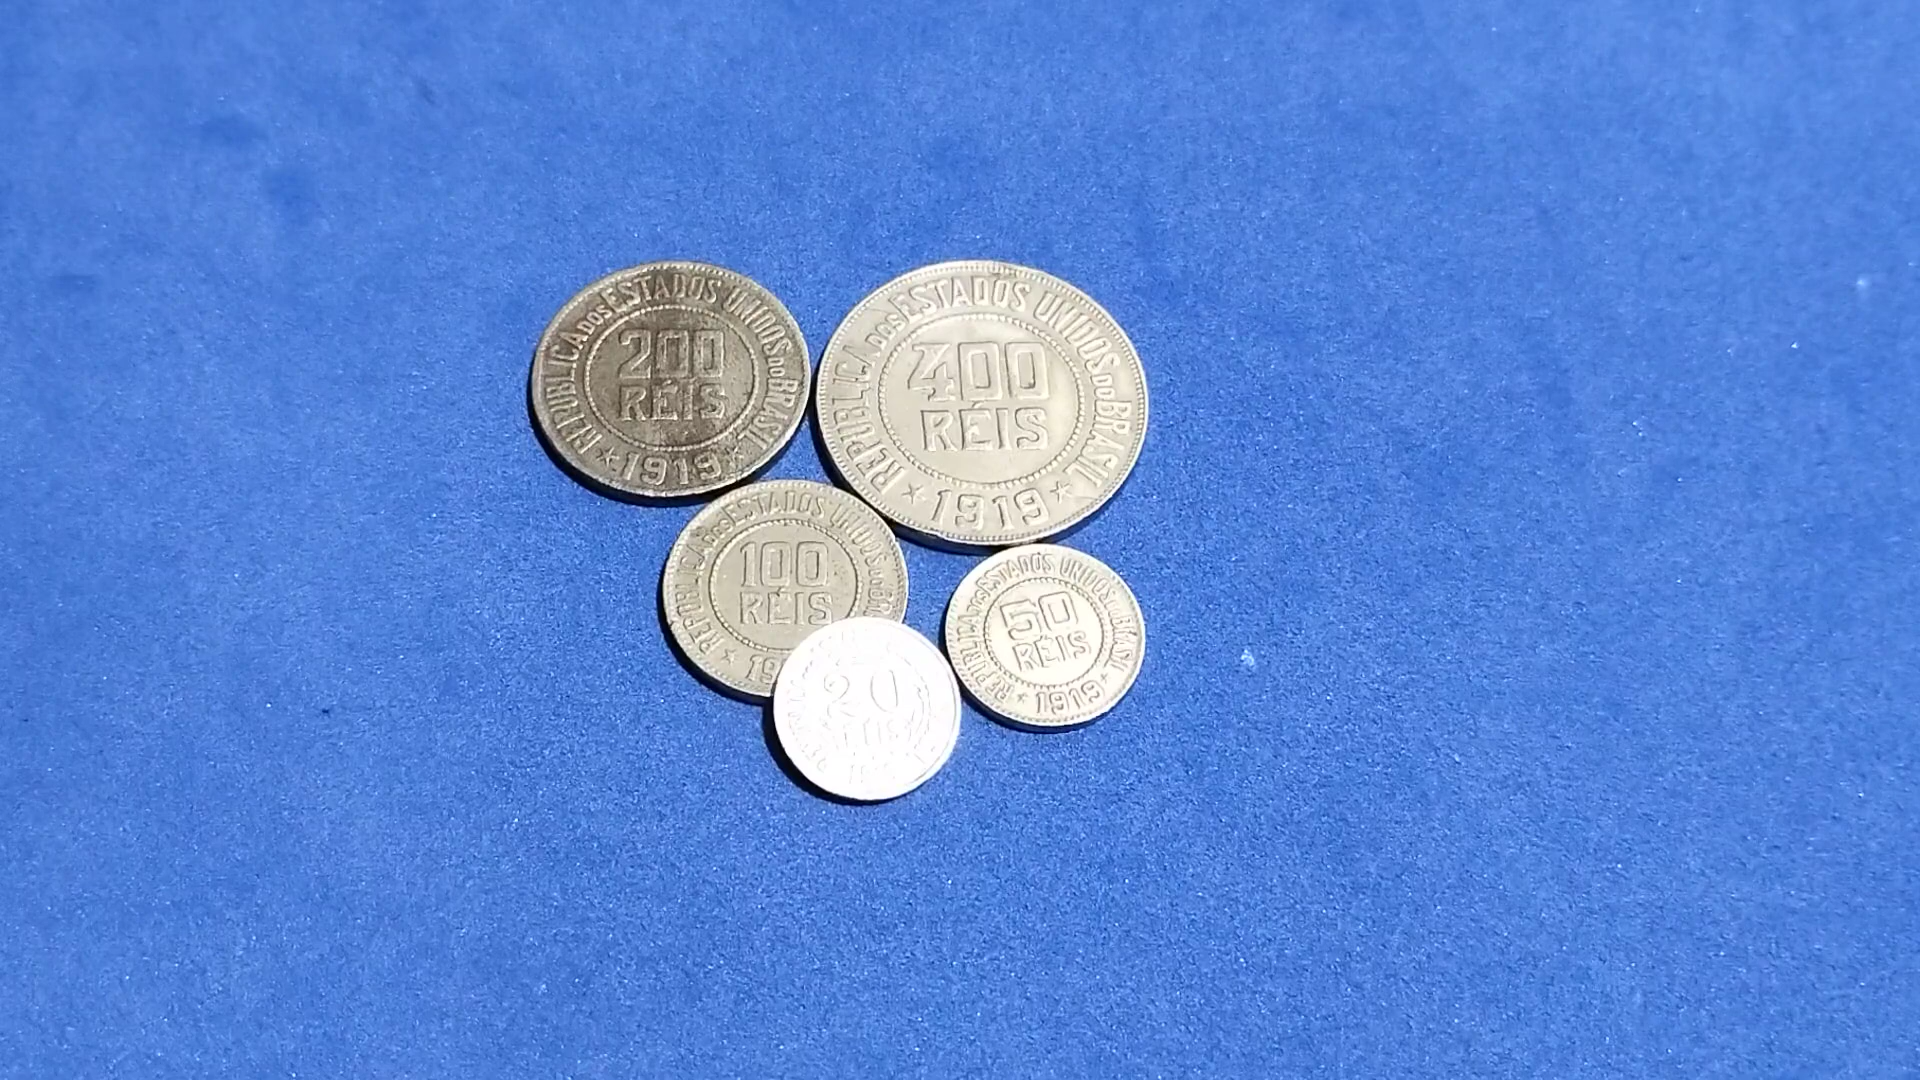 REPUBLICA DOS ESTADOS UNIDOS DO BRASIL
200
RÉIS
★ 1919 ★
REPUBLICA DOS ESTADOS UNIDOS DO BRASIL
400
RÉIS
★ 1919 ★
REPUBLICA DOS ESTADOS UNIDOS DO
100
RÉIS
★
REPUBLICA DOS ESTADOS UNIDOS DO BRASIL
50
RÉIS
★ 1919 ★
20